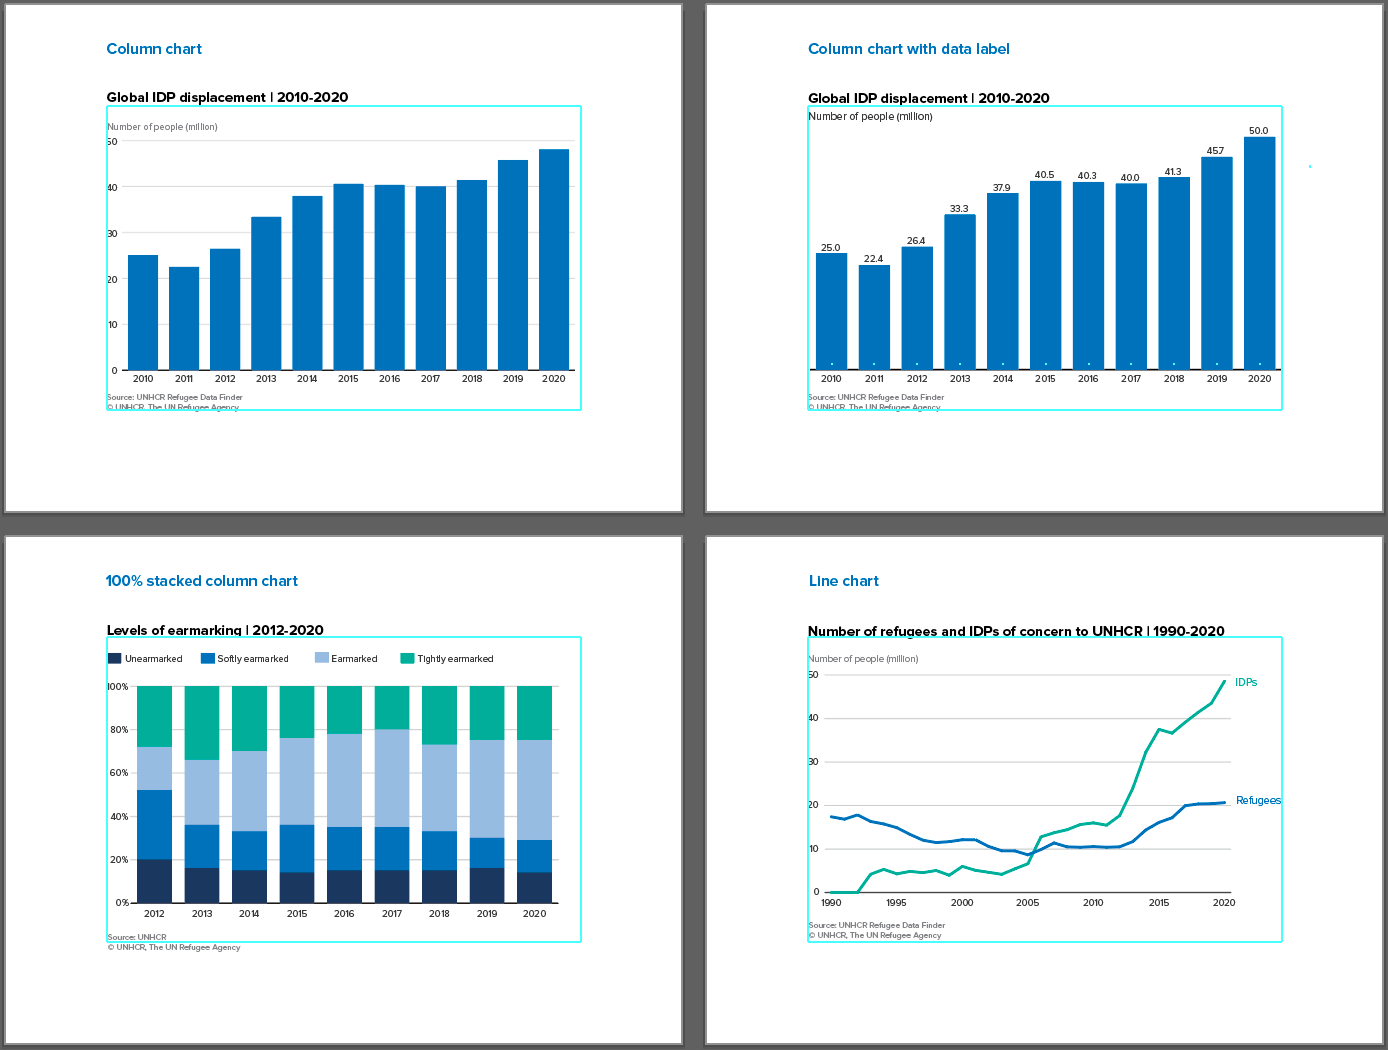 Column chart
Global IDP displacement | 2010-2020
Number of people (million)
50
40
30
20
10
0
2010 2011 2012 2013 2014 2015 2016 2017 2018 2019 2020
Source: UNHCR Refugee Data Finder
© UNHCR, The UN Refugee Agency
Column chart with data label
Global IDP displacement | 2010-2020
Number of people (million)
25.0 22.4 26.4 33.3 37.9 40.5 40.3 40.0 41.3 45.7 50.0
2010 2011 2012 2013 2014 2015 2016 2017 2018 2019 2020
Source: UNHCR Refugee Data Finder
© UNHCR, The UN Refugee Agency
100% stacked column chart
Levels of earmarking | 2012-2020
Unearmarked Softly earmarked Earmarked Tightly earmarked
100%
80%
60%
40%
20%
0%
2012 2013 2014 2015 2016 2017 2018 2019 2020
Source: UNHCR
© UNHCR, The UN Refugee Agency
Line chart
Number of refugees and IDPs of concern to UNHCR | 1990-2020
Number of people (million)
50
IDPs
40
30
20
Refugees
10
0
1990 1995 2000 2005 2010 2015 2020
Source: UNHCR Refugee Data Finder
© UNHCR, The UN Refugee Agency